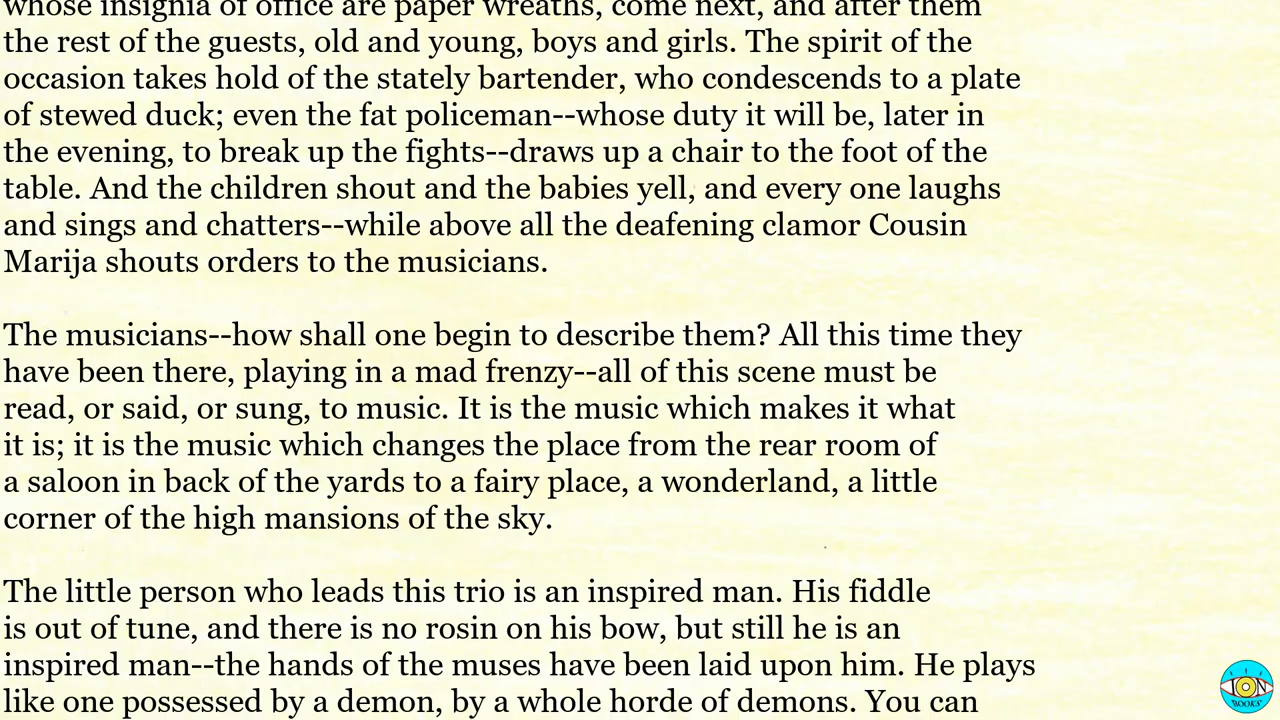 whose insignia of office are paper wreaths, come next, and after them
the rest of the guests, old and young, boys and girls. The spirit of the
occasion takes hold of the stately bartender, who condescends to a plate
of stewed duck; even the fat policeman--whose duty it will be, later in
the evening, to break up the fights--draws up a chair to the foot of the
table. And the children shout and the babies yell, and every one laughs
and sings and chatters--while above all the deafening clamor Cousin
Marija shouts orders to the musicians.
The musicians--how shall one begin to describe them? All this time they
have been there, playing in a mad frenzy--all of this scene must be
read, or said, or sung, to music. It is the music which makes it what
it is; it is the music which changes the place from the rear room of
a saloon in back of the yards to a fairy place, a wonderland, a little
corner of the high mansions of the sky.
The little person who leads this trio is an inspired man. His fiddle
is out of tune, and there is no rosin on his bow, but still he is an
inspired man--the hands of the muses have been laid upon him. He plays
like one possessed by a demon, by a whole horde of demons. You can
ION
BOOKS